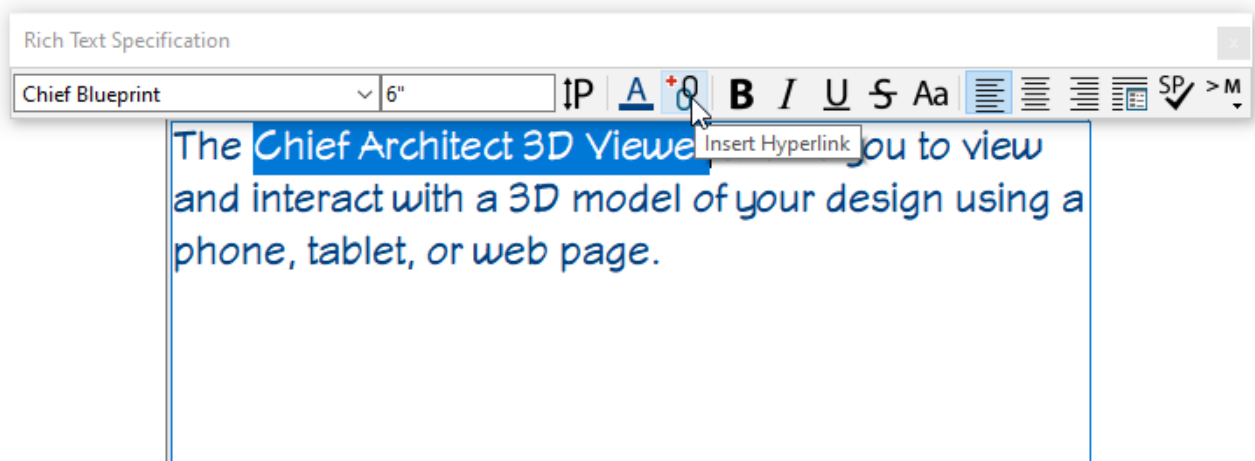 Rich Text Specification
Chief Blueprint 6" P A B I U S Aa SP > M
The Chief Architect 3D Viewe you to view
Insert Hyperlink
and interact with a 3D model of your design using a
phone, tablet, or web page.